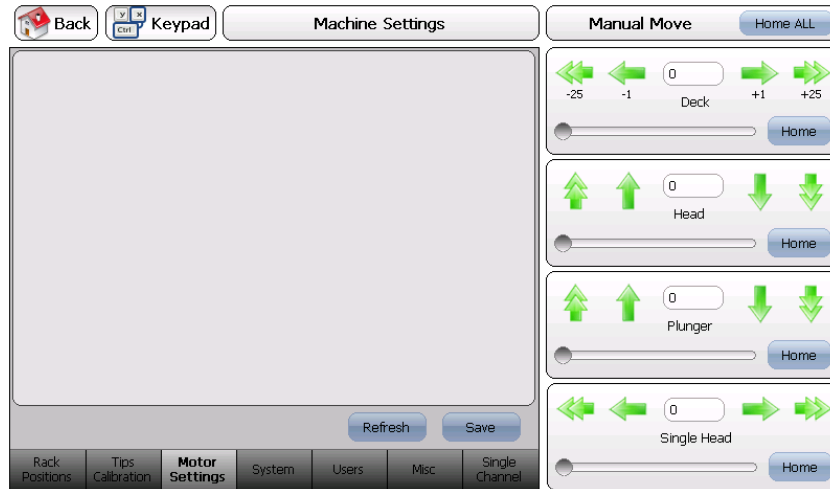 Back
Y X Ctrl Keypad
Machine Settings
Manual Move
Home ALL
0
-25 -1 Deck +1 +25
Home
0
Head
Home
0
Plunger
Home
0
Single Head
Home
Refresh Save
Rack Positions
Tips Calibration
Motor Settings
System
Users
Misc
Single Channel